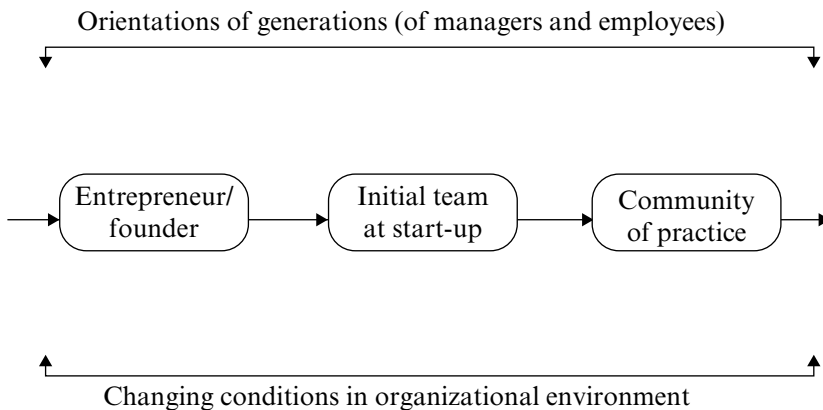 Orientations of generations (of managers and employees)
Entrepreneur/
founder
Initial team
at start-up
Community
of practice
Changing conditions in organizational environment